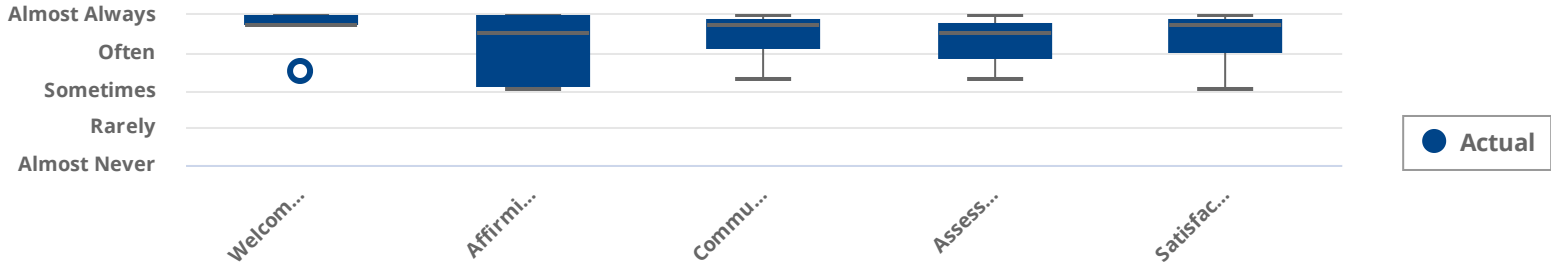 Almost Always
Often
Sometimes
Rarely
Almost Never
Welcom...
Affirmi...
Commu...
Assess...
Satisfac...
Actual